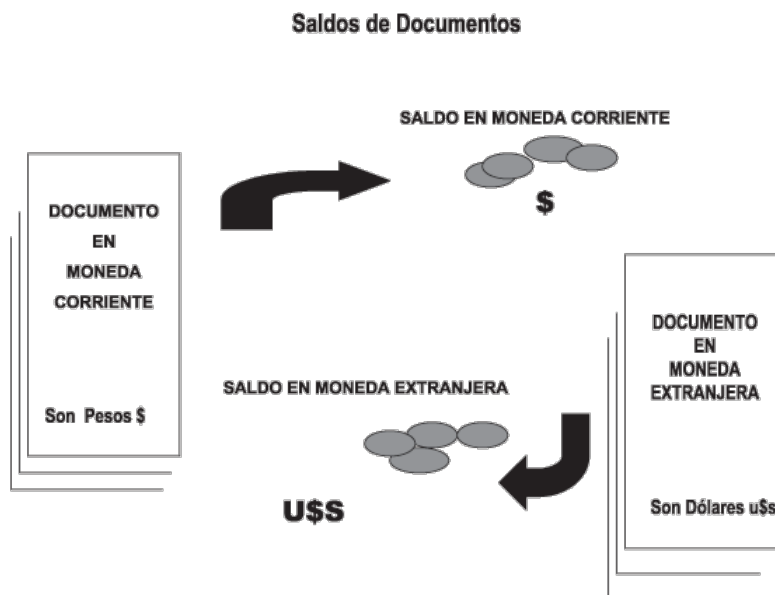 Saldos de Documentos
SALDO EN MONEDA CORRIENTE
$
DOCUMENTO
EN
MONEDA
CORRIENTE
Son Pesos $
DOCUMENTO
EN
MONEDA
EXTRANJERA
Son Dólares u$s
SALDO EN MONEDA EXTRANJERA
U$S